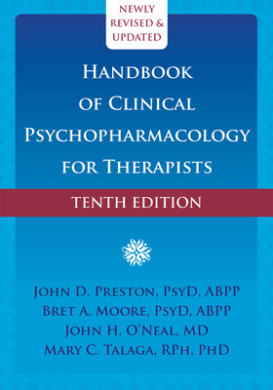 NEWLY
REVISED &
UPDATED
HANDBOOK
OF CLINICAL
PSYCHOPHARMACOLOGY
FOR THERAPISTS
TENTH EDITION
JOHN D. PRESTON, PSYD, ABPP
BRET A. MOORE, PSYD, ABPP
JOHN H. O'NEAL, MD
MARY C. TALAGA, RPH, PHD